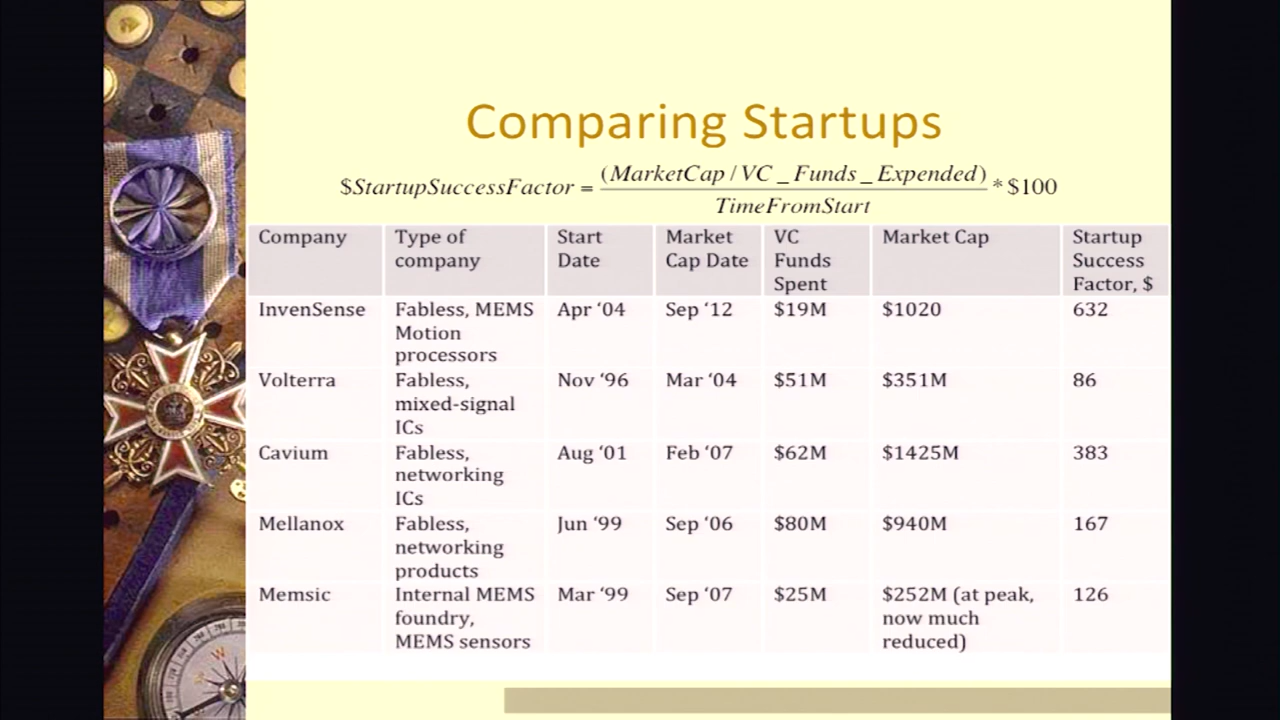 Comparing Startups
$StartupSuccessFactor = (MarketCap / VC _ Funds _ Expended) / TimeFromStart * $100
Company Type of company Start Date Market Cap Date VC Funds Spent Market Cap Startup Success Factor, $
InvenSense Fabless, MEMS Motion processors Apr ‘04 Sep ‘12 $19M $1020 632
Volterra Fabless, mixed-signal ICs Nov ‘96 Mar ‘04 $51M $351M 86
Cavium Fabless, networking ICs Aug ‘01 Feb ‘07 $62M $1425M 383
Mellanox Fabless, networking products Jun ‘99 Sep ‘06 $80M $940M 167
Memsic Internal MEMS foundry, MEMS sensors Mar ‘99 Sep ‘07 $25M $252M (at peak, now much reduced) 126